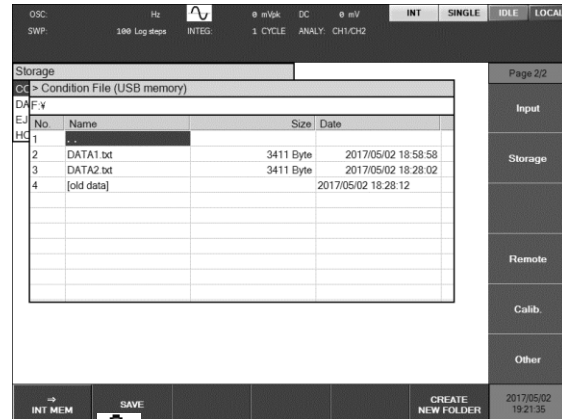 OSC: Hz 0 mVpk DC 0 mV INT SINGLE IDLE LOCAL
SWP: 100 Log steps INTEG: 1 CYCLE ANALY: CH1/CH2
Storage
Page 2/2
> Condition File (USB memory)
F:¥
Input
No. Name Size Date
1 ..
2 DATA1.txt 3411 Byte 2017/05/02 18:58:58
3 DATA2.txt 3411 Byte 2017/05/02 18:28:02
4 [old data] 2017/05/02 18:28:12
Storage
Remote
Calib.
Other
⇒
INT MEM
SAVE
CREATE
NEW FOLDER
2017/05/02
19:21:35